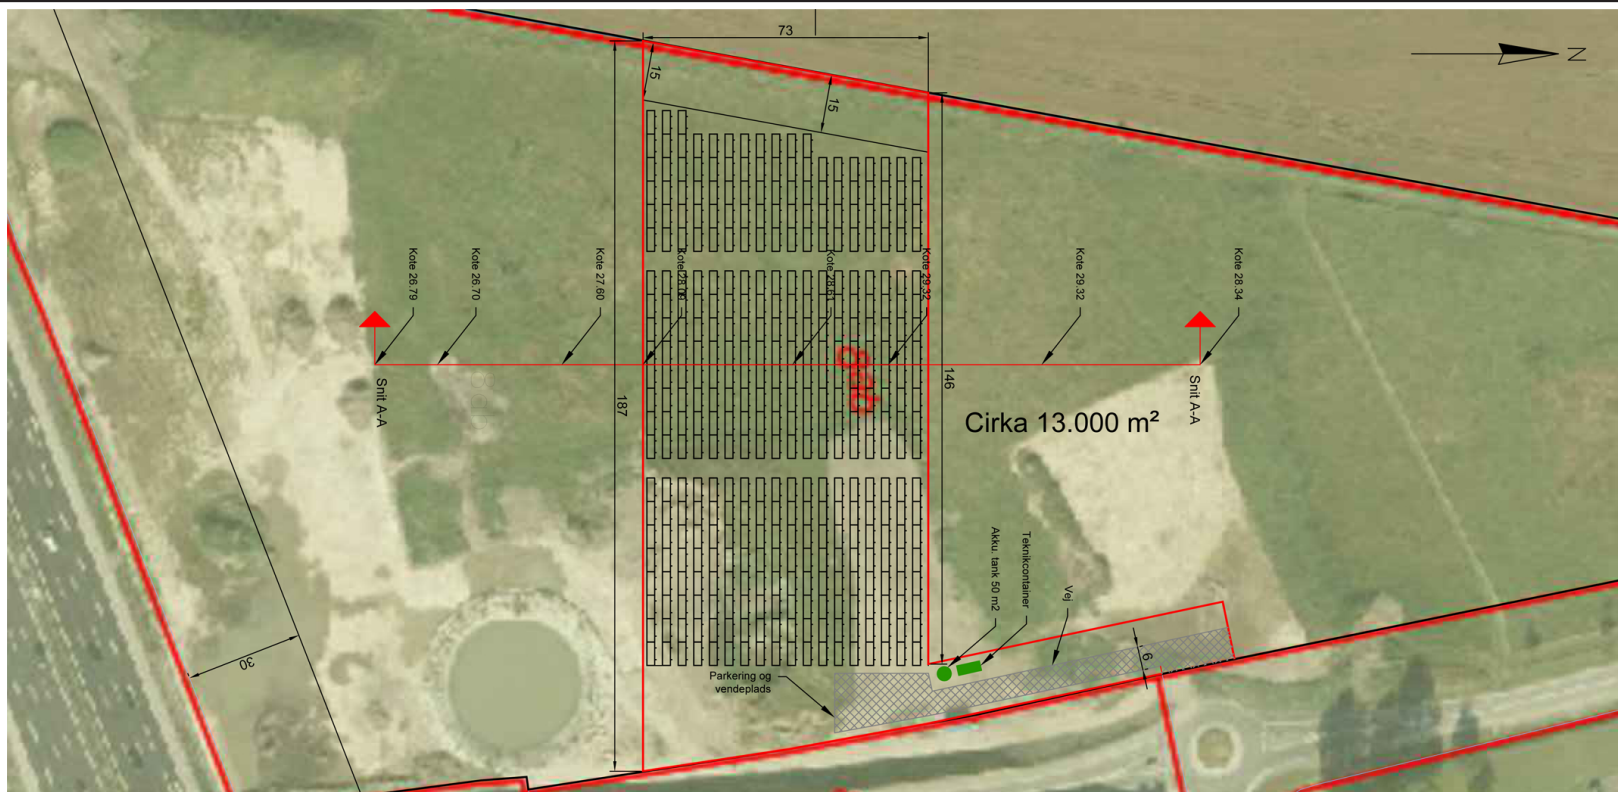 73
N
15
15
Kote 26.79
Kote 26.70
Kote 27.60
Kote 28.09
Kote 28.61
Kote 29.32
Kote 29.32
Kote 28.34
Snit A-A
Snit A-A
187
146
Cirka 13.000 m²
Akku. tank 50 m2
Teknikcontainer
Vej
6
30
Parkering og
vendeplads